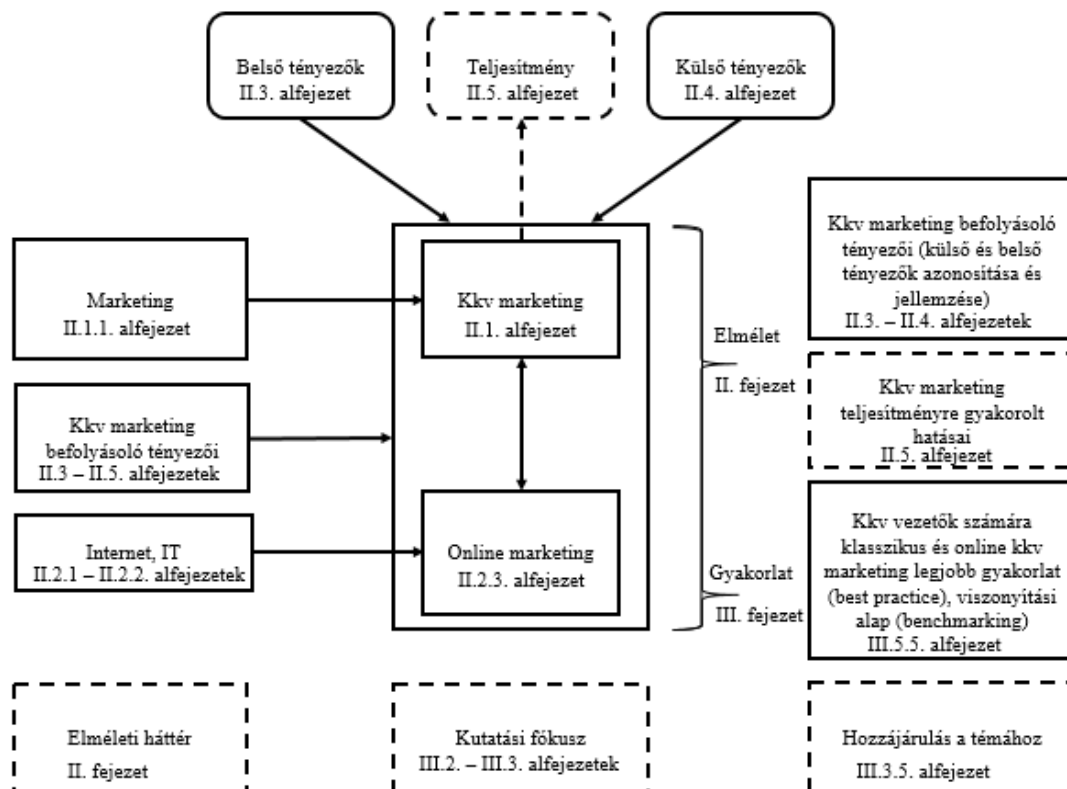 Belső tényezők
II.3. alfejezet
Teljesítmény
II.5. alfejezet
Külső tényezők
II.4. alfejezet
Marketing
II.1.1. alfejezet
Kkv marketing
befolyásoló tényezői
II.3 – II.5. alfejezetek
Internet, IT
II.2.1 – II.2.2. alfejezetek
Kkv marketing
II.1. alfejezet
Online marketing
II.2.3. alfejezet
Elmélet
II. fejezet
Gyakorlat
III. fejezet
Kkv marketing befolyásoló
tényezői (külső és belső
tényezők azonosítása és
jellemzése)
II.3. – II.4. alfejezetek
Kkv marketing
teljesítményre gyakorolt
hatásai
II.5. alfejezet
Kkv vezetők számára
klasszikus és online kkv
marketing legjobb gyakorlat
(best practice), viszonyítási
alap (benchmarking)
III.5.5. alfejezet
Elméleti háttér
II. fejezet
Kutatási fókusz
III.2. – III.3. alfejezetek
Hozzájárulás a témához
III.3.5. alfejezet